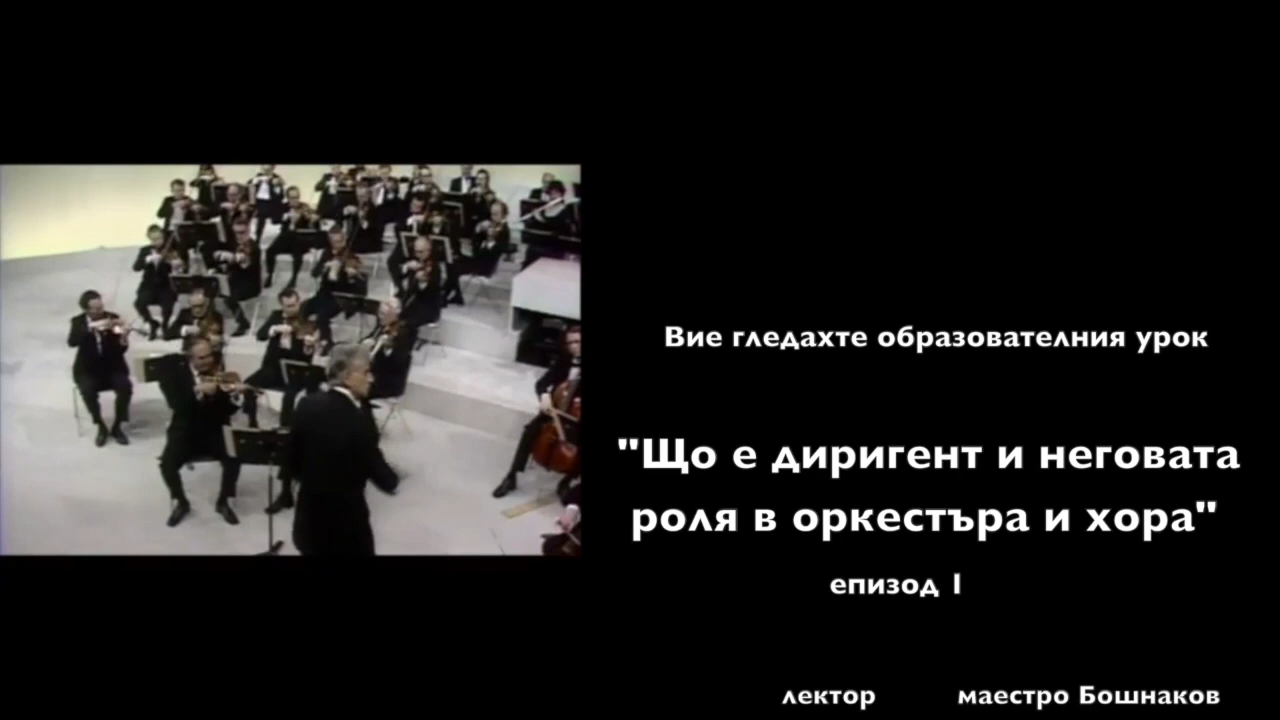 Вие гледахте образователния урок
"Що е диригент и неговата
роля в оркестъра и хора"
епизод 1
лектор маестро Бошнаков